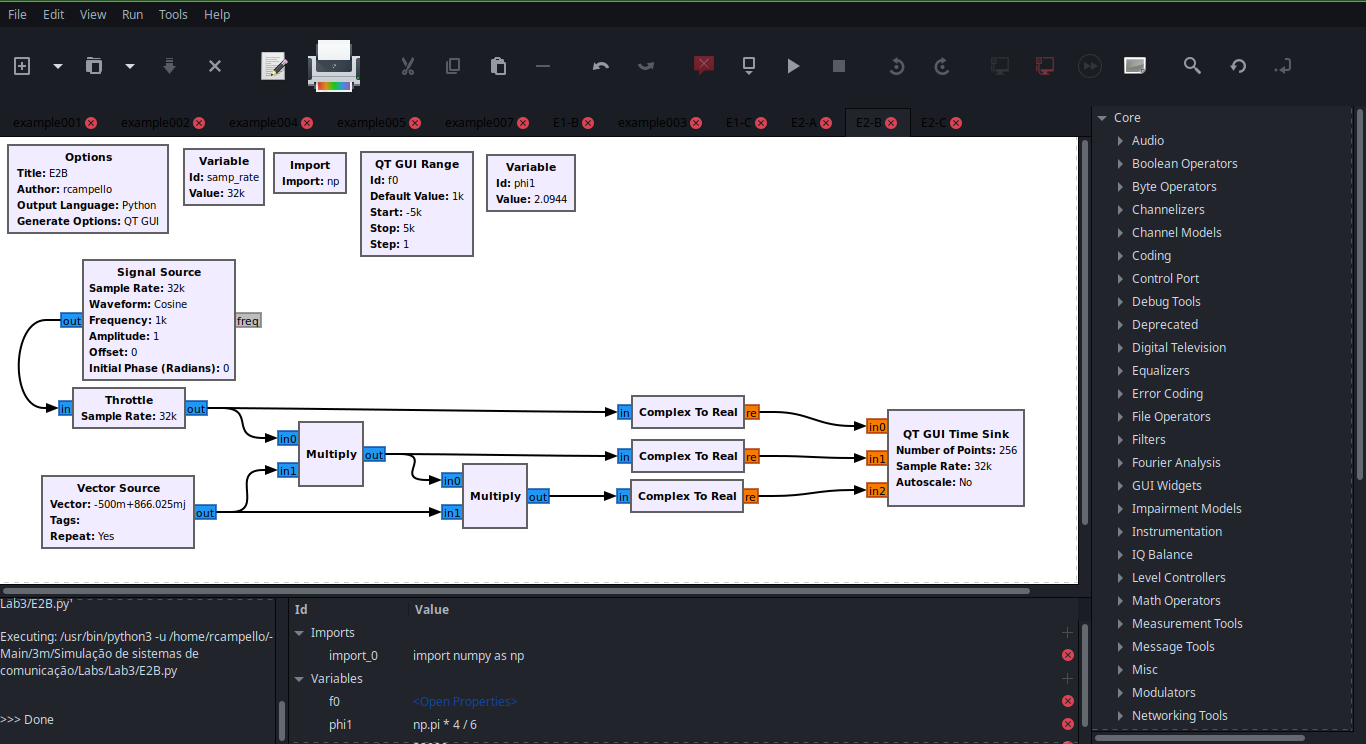 File Edit View Run Tools Help
example001 example002 example004 example005 example007 E1-B example003 E1-C E2-A E2-B E2-C
Options
Title: E2B
Author: rcampello
Output Language: Python
Generate Options: QT GUI
Variable
Id: samp_rate
Value: 32k
Import
Import: np
QT GUI Range
Id: f0
Default Value: 1k
Start: -5k
Stop: 5k
Step: 1
Variable
Id: phi1
Value: 2.0944
Signal Source
Sample Rate: 32k
Waveform: Cosine
Frequency: 1k
Amplitude: 1
Offset: 0
Initial Phase (Radians): 0
out
freq
in
Throttle
Sample Rate: 32k
out
in0
in1
Multiply
out
Vector Source
Vector: -500m+866.025mj
Tags:
Repeat: Yes
out
in0
in1
Multiply
out
in
Complex To Real
re
in
Complex To Real
re
in
Complex To Real
re
in0
in1
in2
QT GUI Time Sink
Number of Points: 256
Sample Rate: 32k
Autoscale: No
Lab3/E2B.py'
Executing: /usr/bin/python3 -u /home/rcampello/-
Main/3m/Simulação de sistemas de
comunicação/Labs/Lab3/E2B.py
>>> Done
Id Value
Imports
import_0 import numpy as np
Variables
f0 <Open Properties>
phi1 np.pi * 4 / 6
Core
Audio
Boolean Operators
Byte Operators
Channelizers
Channel Models
Coding
Control Port
Debug Tools
Deprecated
Digital Television
Equalizers
Error Coding
File Operators
Filters
Fourier Analysis
GUI Widgets
Impairment Models
Instrumentation
IQ Balance
Level Controllers
Math Operators
Measurement Tools
Message Tools
Misc
Modulators
Networking Tools